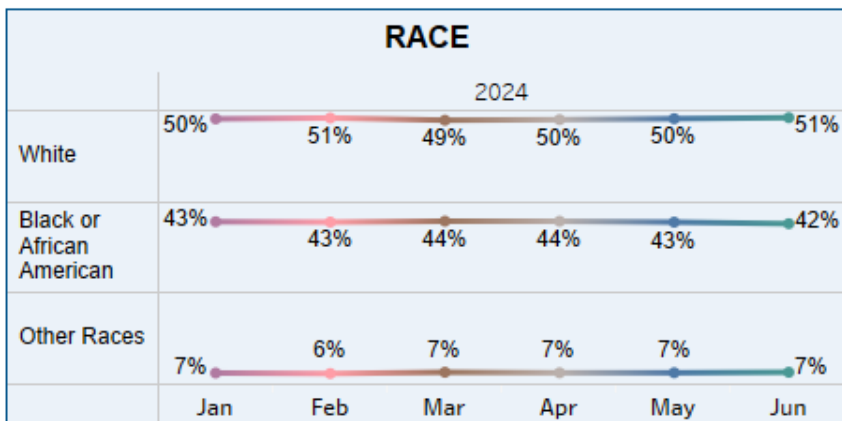 RACE
2024
White
50% 51% 49% 50% 50% 51%
Black or
African
American
43% 43% 44% 44% 43% 42%
Other Races
7% 6% 7% 7% 7% 7%
Jan Feb Mar Apr May Jun